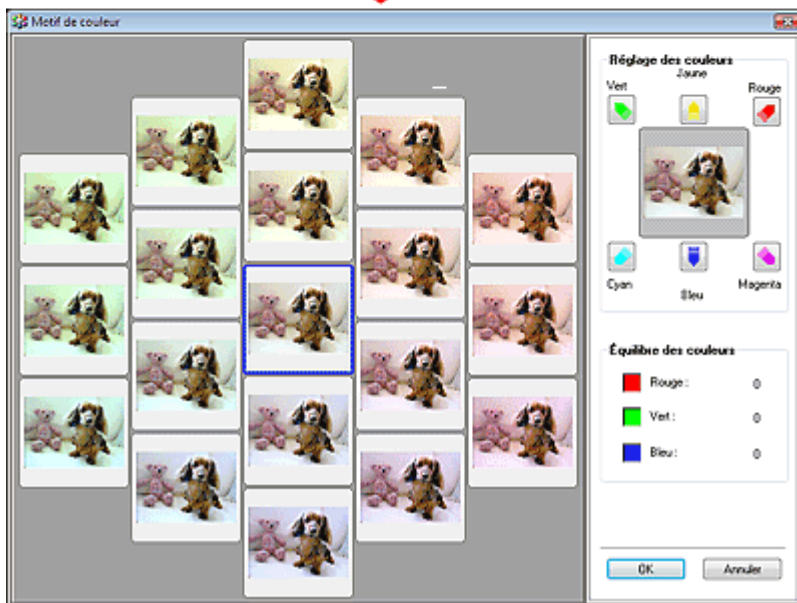 Motif de couleur
Réglage des couleurs
Jaune
Vert
Rouge
Cyan
Bleu
Magenta
Équilibre des couleurs
Rouge : 0
Vert : 0
Bleu : 0
OK
Annuler